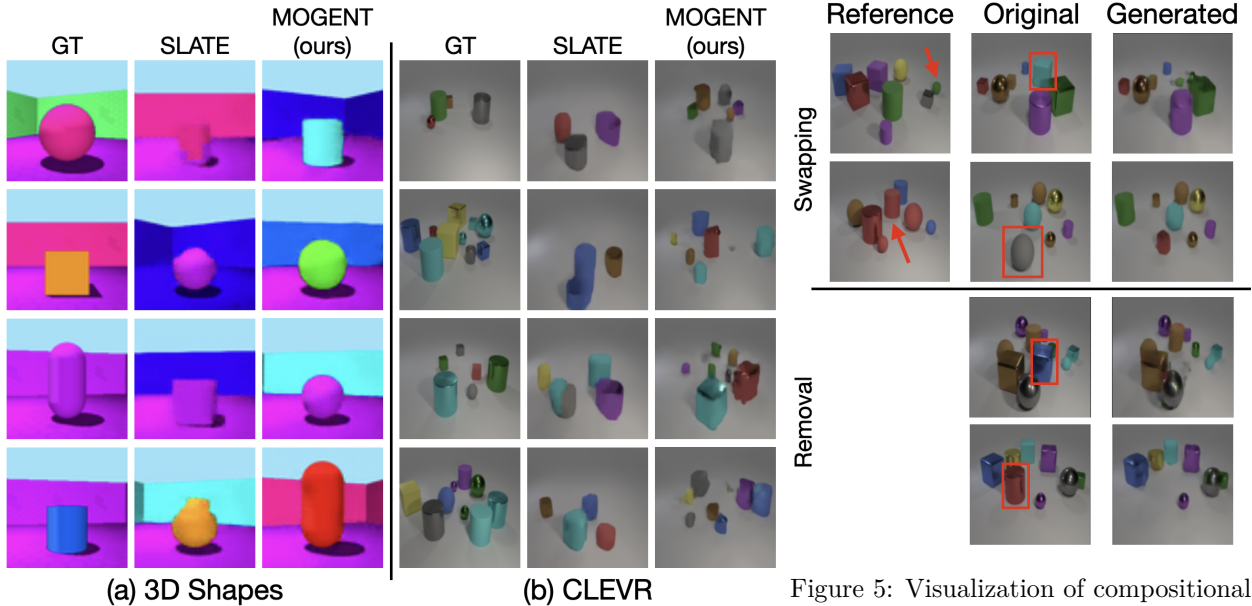 MOGENT
GT SLATE (ours)
MOGENT
GT SLATE (ours)
(a) 3D Shapes
(b) CLEVR
Reference Original Generated
Swapping
Removal
Figure 5: Visualization of compositional